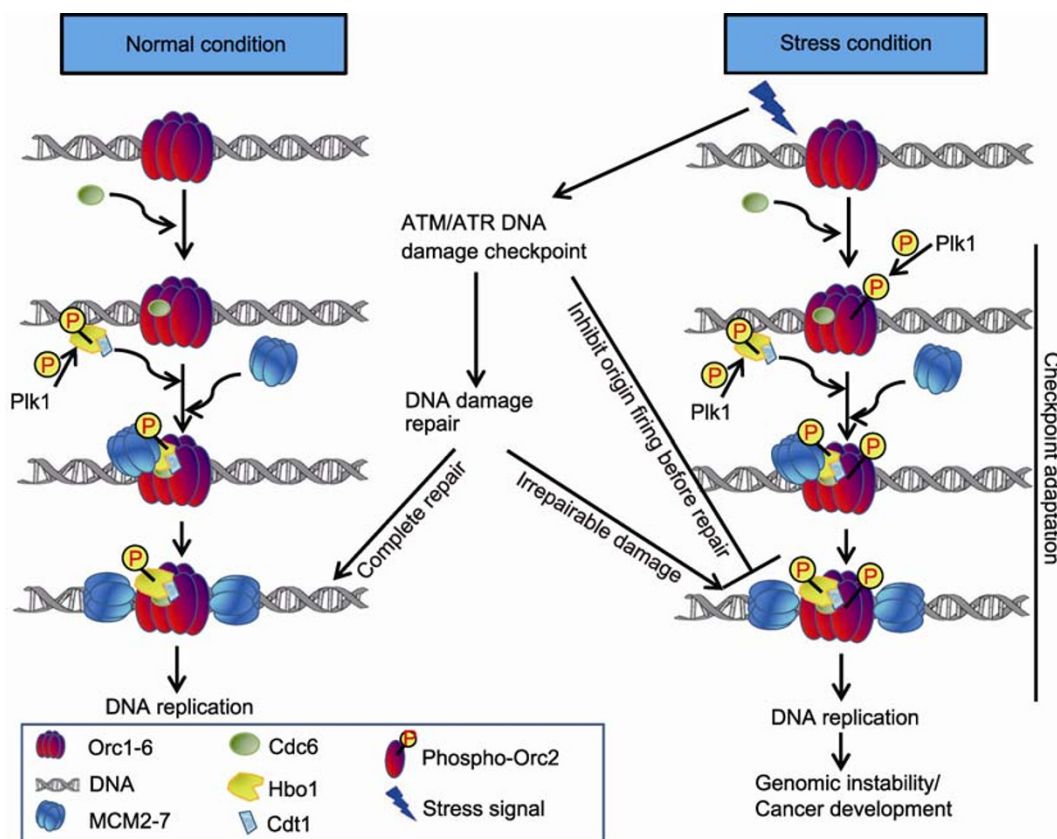 Normal condition
Stress condition
ATM/ATR DNA
damage checkpoint
P
Plk1
P
P
Plk1
P
P
Plk1
P
Inhibit origin firing before repair
Checkpoint adaptation
DNA damage
repair
P
P
P
Complete repair
Irrepairable damage
P
P
P
DNA replication
DNA replication
Genomic instability/
Cancer development
Orc1-6
DNA
MCM2-7
Cdc6
Hbo1
Cdt1
P
Phospho-Orc2
Stress signal